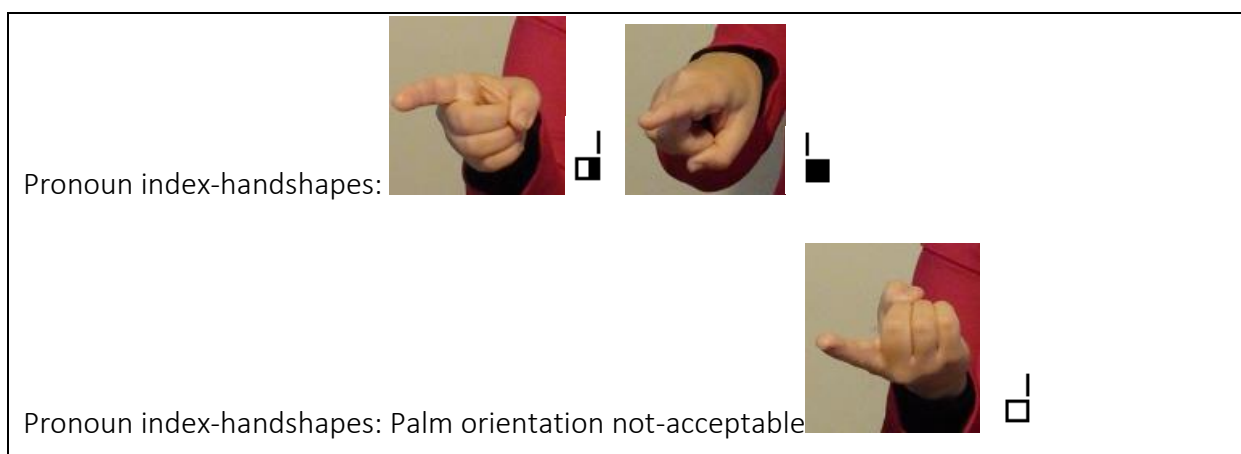 Pronoun index-handshapes:
Pronoun index-handshapes: Palm orientation not-acceptable